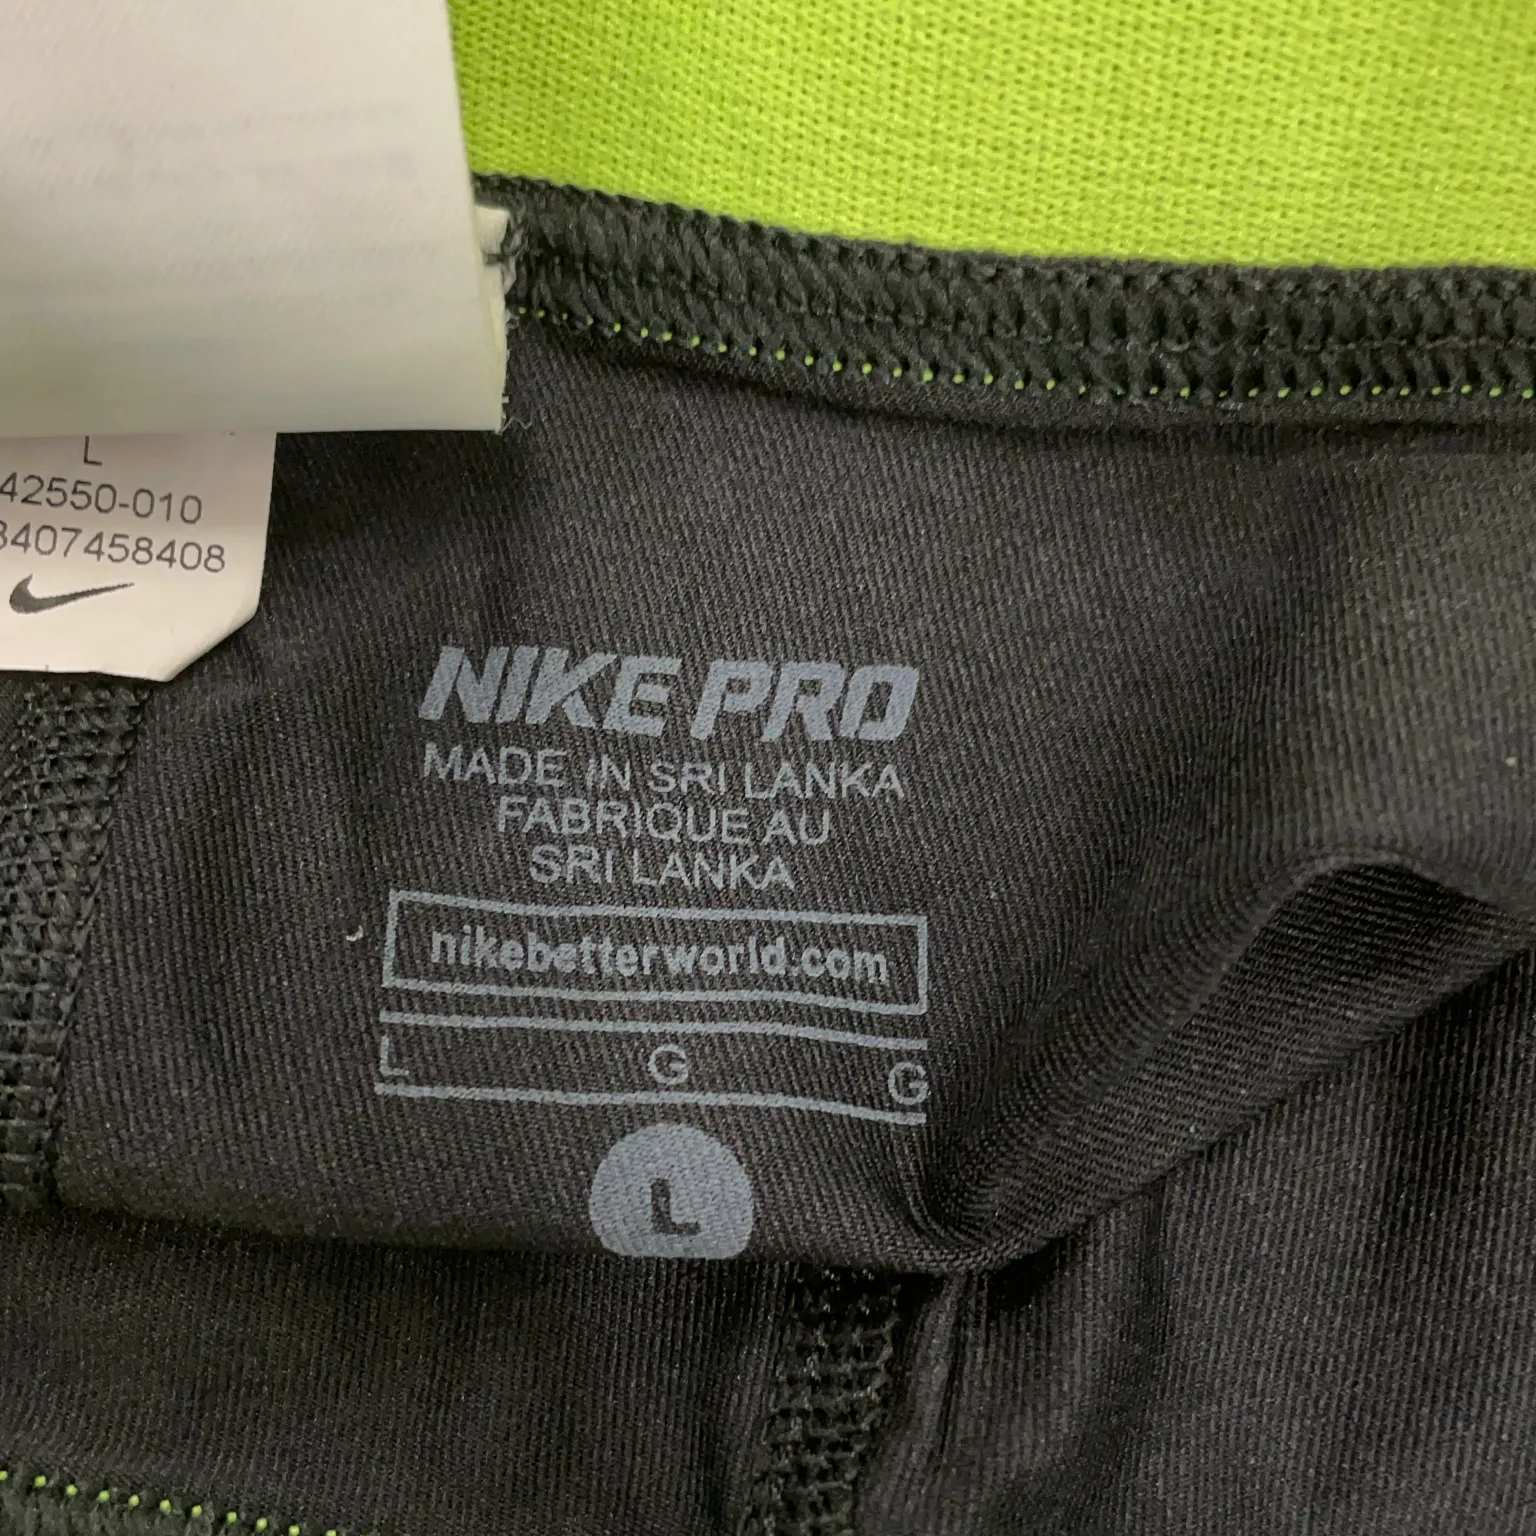 L
42550-010
3407458408
NIKE PRO
MADE IN SRI LANKA
FABRIQUE AU
SRI LANKA
nikebetterworld.com
L G G
L